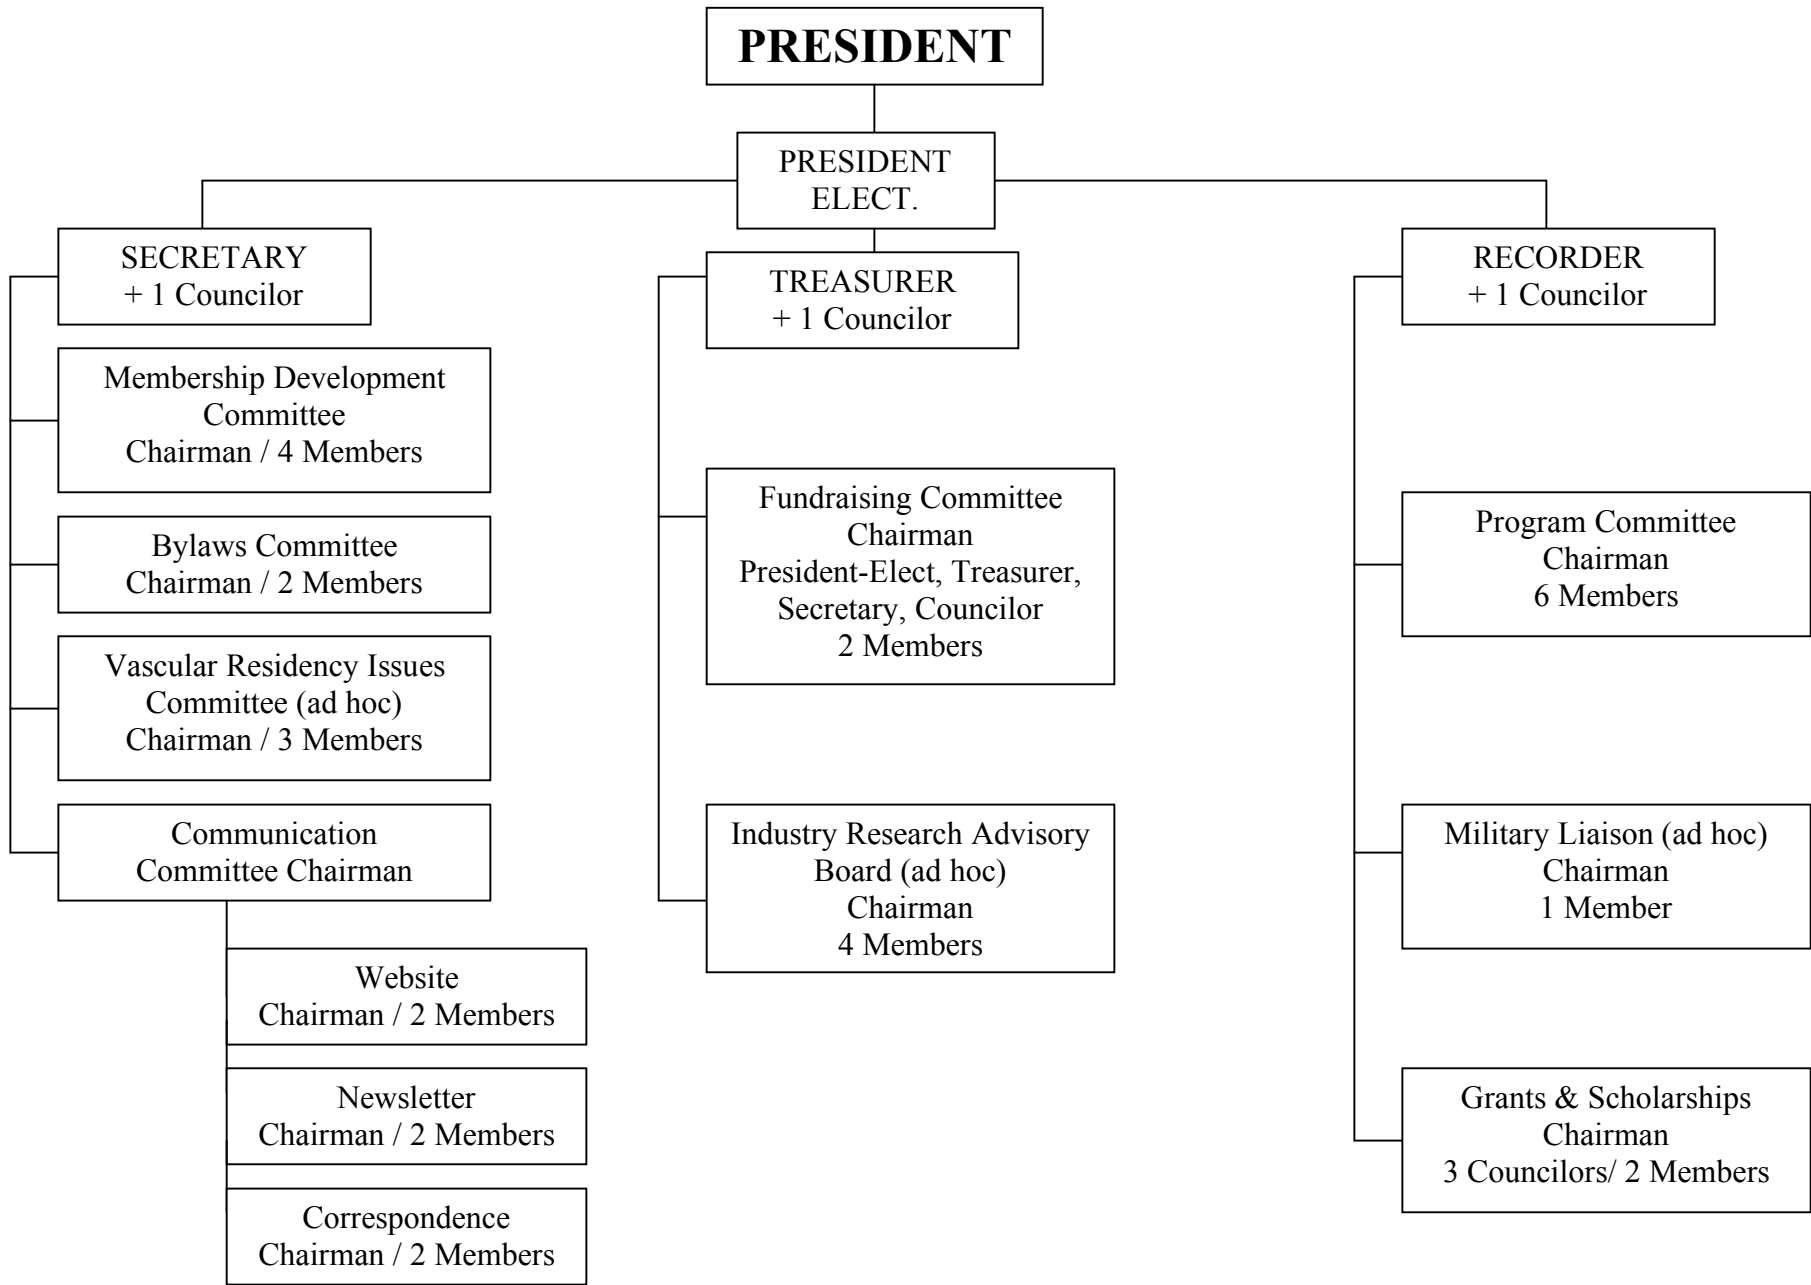 PRESIDENT
PRESIDENT
ELECT.
SECRETARY
+ 1 Councilor
TREASURER
+ 1 Councilor
RECORDER
+ 1 Councilor
Membership Development
Committee
Chairman / 4 Members
Bylaws Committee
Chairman / 2 Members
Vascular Residency Issues
Committee (ad hoc)
Chairman / 3 Members
Communication
Committee Chairman
Website
Chairman / 2 Members
Newsletter
Chairman / 2 Members
Correspondence
Chairman / 2 Members
Fundraising Committee
Chairman
President-Elect, Treasurer,
Secretary, Councilor
2 Members
Industry Research Advisory
Board (ad hoc)
Chairman
4 Members
Program Committee
Chairman
6 Members
Military Liaison (ad hoc)
Chairman
1 Member
Grants & Scholarships
Chairman
3 Councilors/ 2 Members